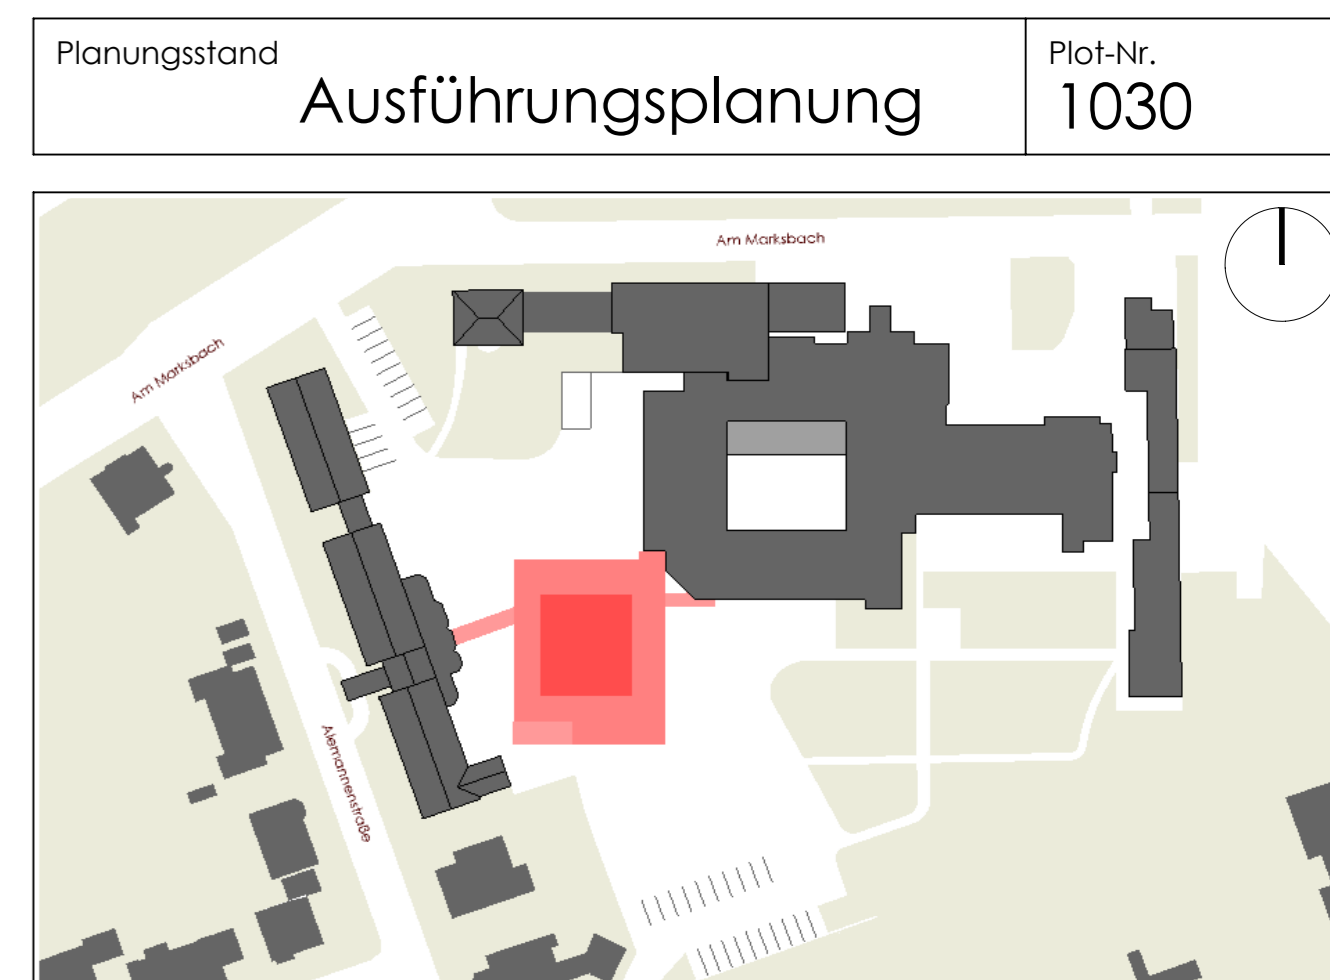 Planungsstand
Ausführungsplanung
Plot-Nr.
1030
Am Marksbach
Am Marksbach
Alemannenstraße